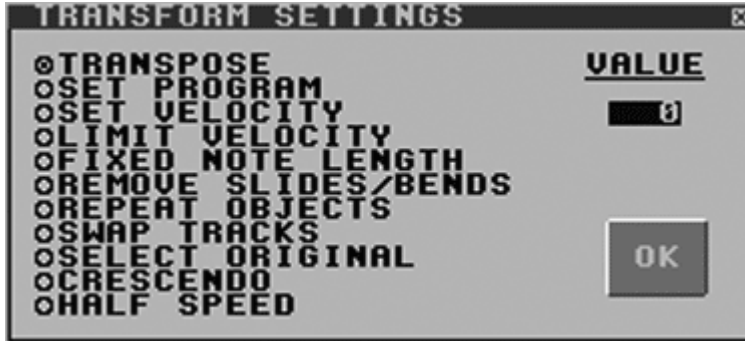 TRANSFORM SETTINGS
TRANSPOSE
SET PROGRAM
SET VELOCITY
LIMIT VELOCITY
FIXED NOTE LENGTH
REMOVE SLIDES/BENDS
REPEAT OBJECTS
SWAP TRACKS
SELECT ORIGINAL
CRESCENDO
HALF SPEED
VALUE
0
OK